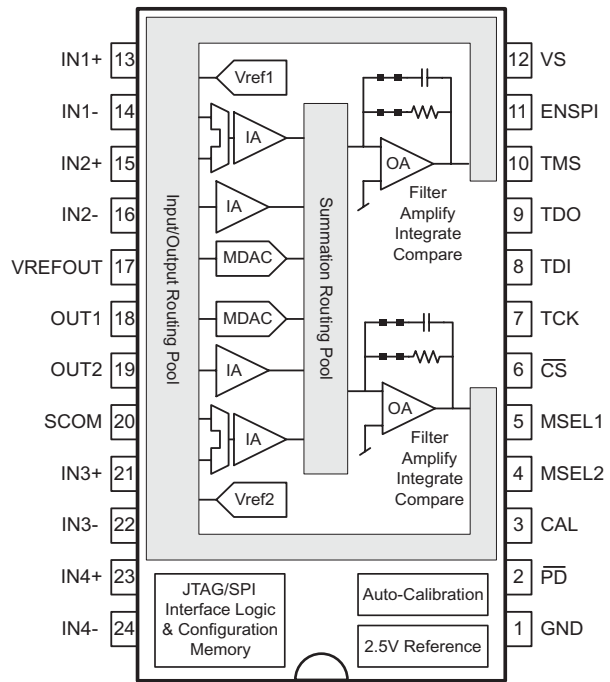 IN1+ 13
IN1- 14
IN2+ 15
IN2- 16
VREFOUT 17
OUT1 18
OUT2 19
SCOM 20
IN3+ 21
IN3- 22
IN4+ 23
IN4- 24
Input/Output Routing Pool
Vref1
IA
IA
MDAC
MDAC
IA
IA
Vref2
Summation Routing Pool
OA
Filter
Amplify
Integrate
Compare
OA
Filter
Amplify
Integrate
Compare
JTAG/SPI
Interface Logic
& Configuration
Memory
Auto-Calibration
2.5V Reference
12 VS
11 ENSPI
10 TMS
9 TDO
8 TDI
7 TCK
6 C̅S̅
5 MSEL1
4 MSEL2
3 CAL
2 P̅D̅
1 GND